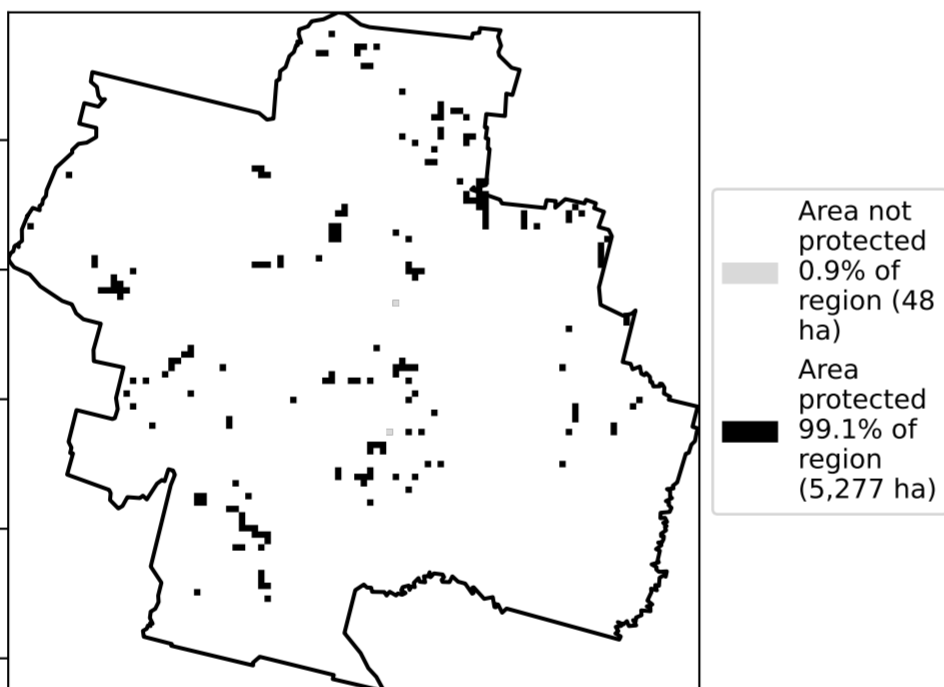 Area not
protected
0.9% of
region (48
ha)
Area
protected
99.1% of
region
(5,277 ha)